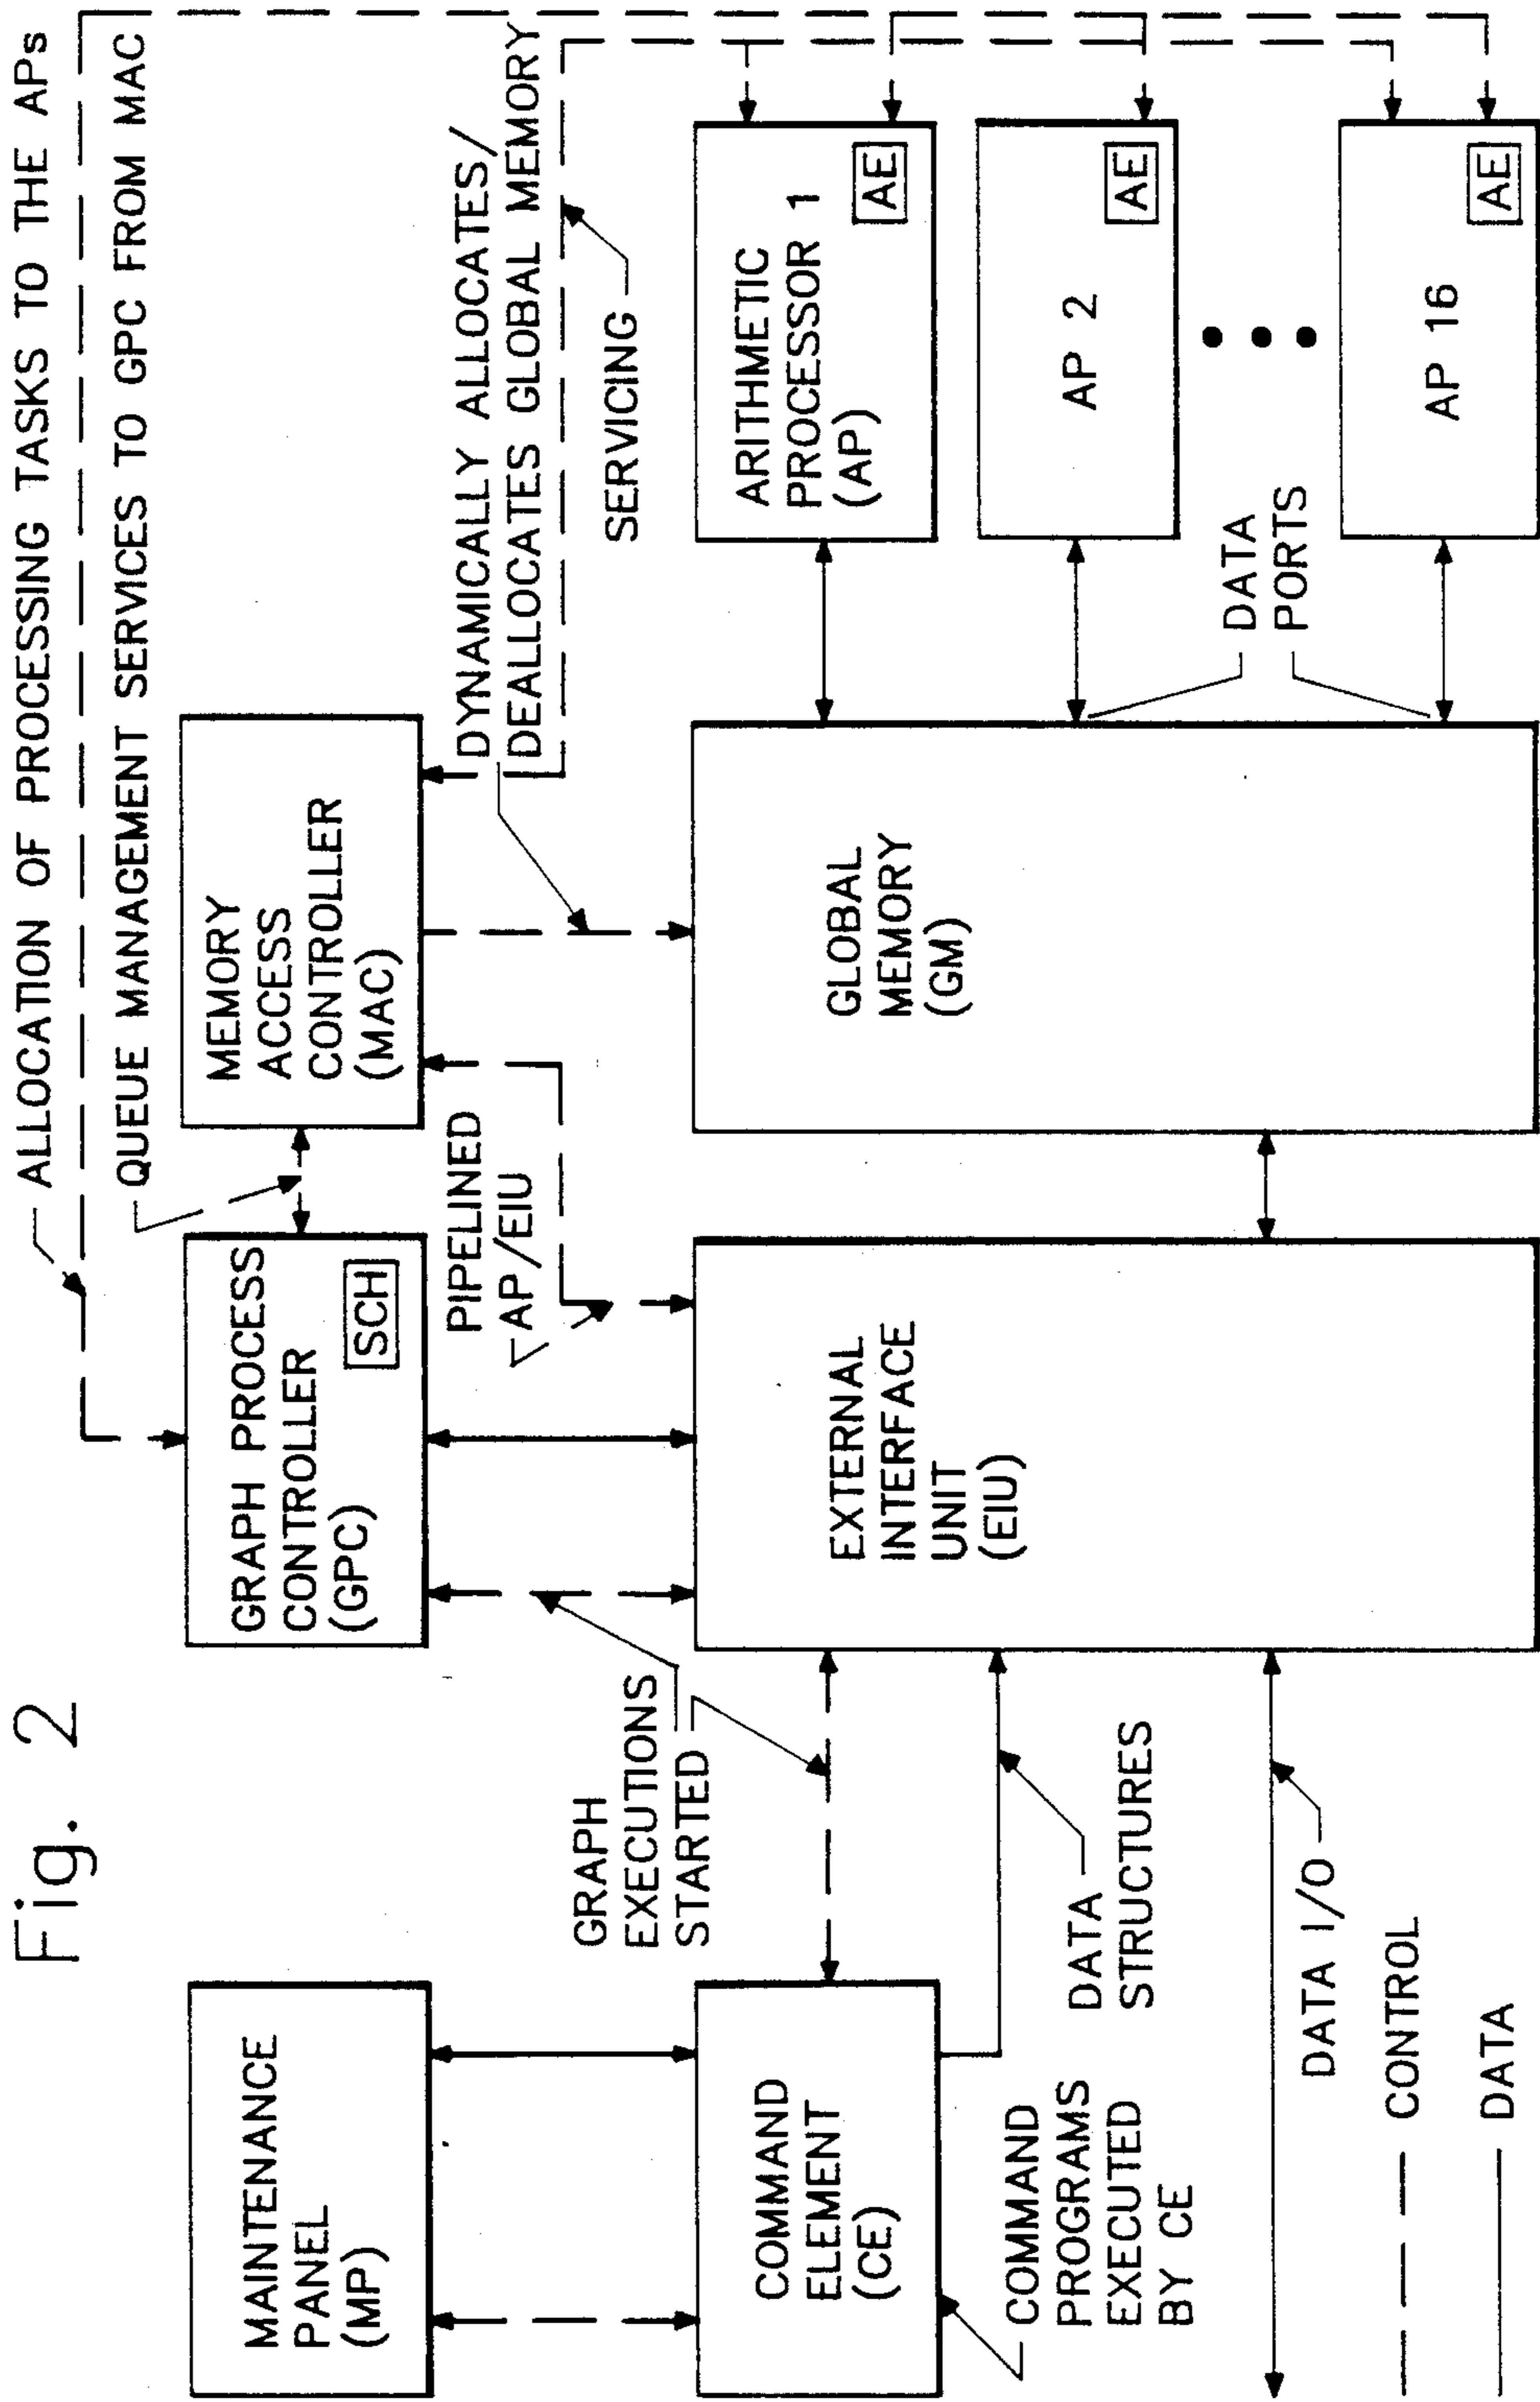 Fig. 2
ALLOCATION OF PROCESSING TASKS TO THE APs
QUEUE MANAGEMENT SERVICES TO GPC FROM MAC
MAINTENANCE
PANEL
(MP)
GRAPH PROCESS
CONTROLLER
(GPC)
SCH
MEMORY
ACCESS
CONTROLLER
(MAC)
PIPELINED
AP/EIU
DYNAMICALLY ALLOCATES/
DEALLOCATES GLOBAL MEMORY
SERVICING
GRAPH
EXECUTIONS
STARTED
COMMAND
ELEMENT
(CE)
EXTERNAL
INTERFACE
UNIT
(EIU)
GLOBAL
MEMORY
(GM)
ARITHMETIC
PROCESSOR 1
(AP)
AE
AP 2
AE
AP 16
AE
DATA
PORTS
COMMAND
PROGRAMS
EXECUTED
BY CE
DATA
STRUCTURES
DATA I/O
CONTROL
DATA